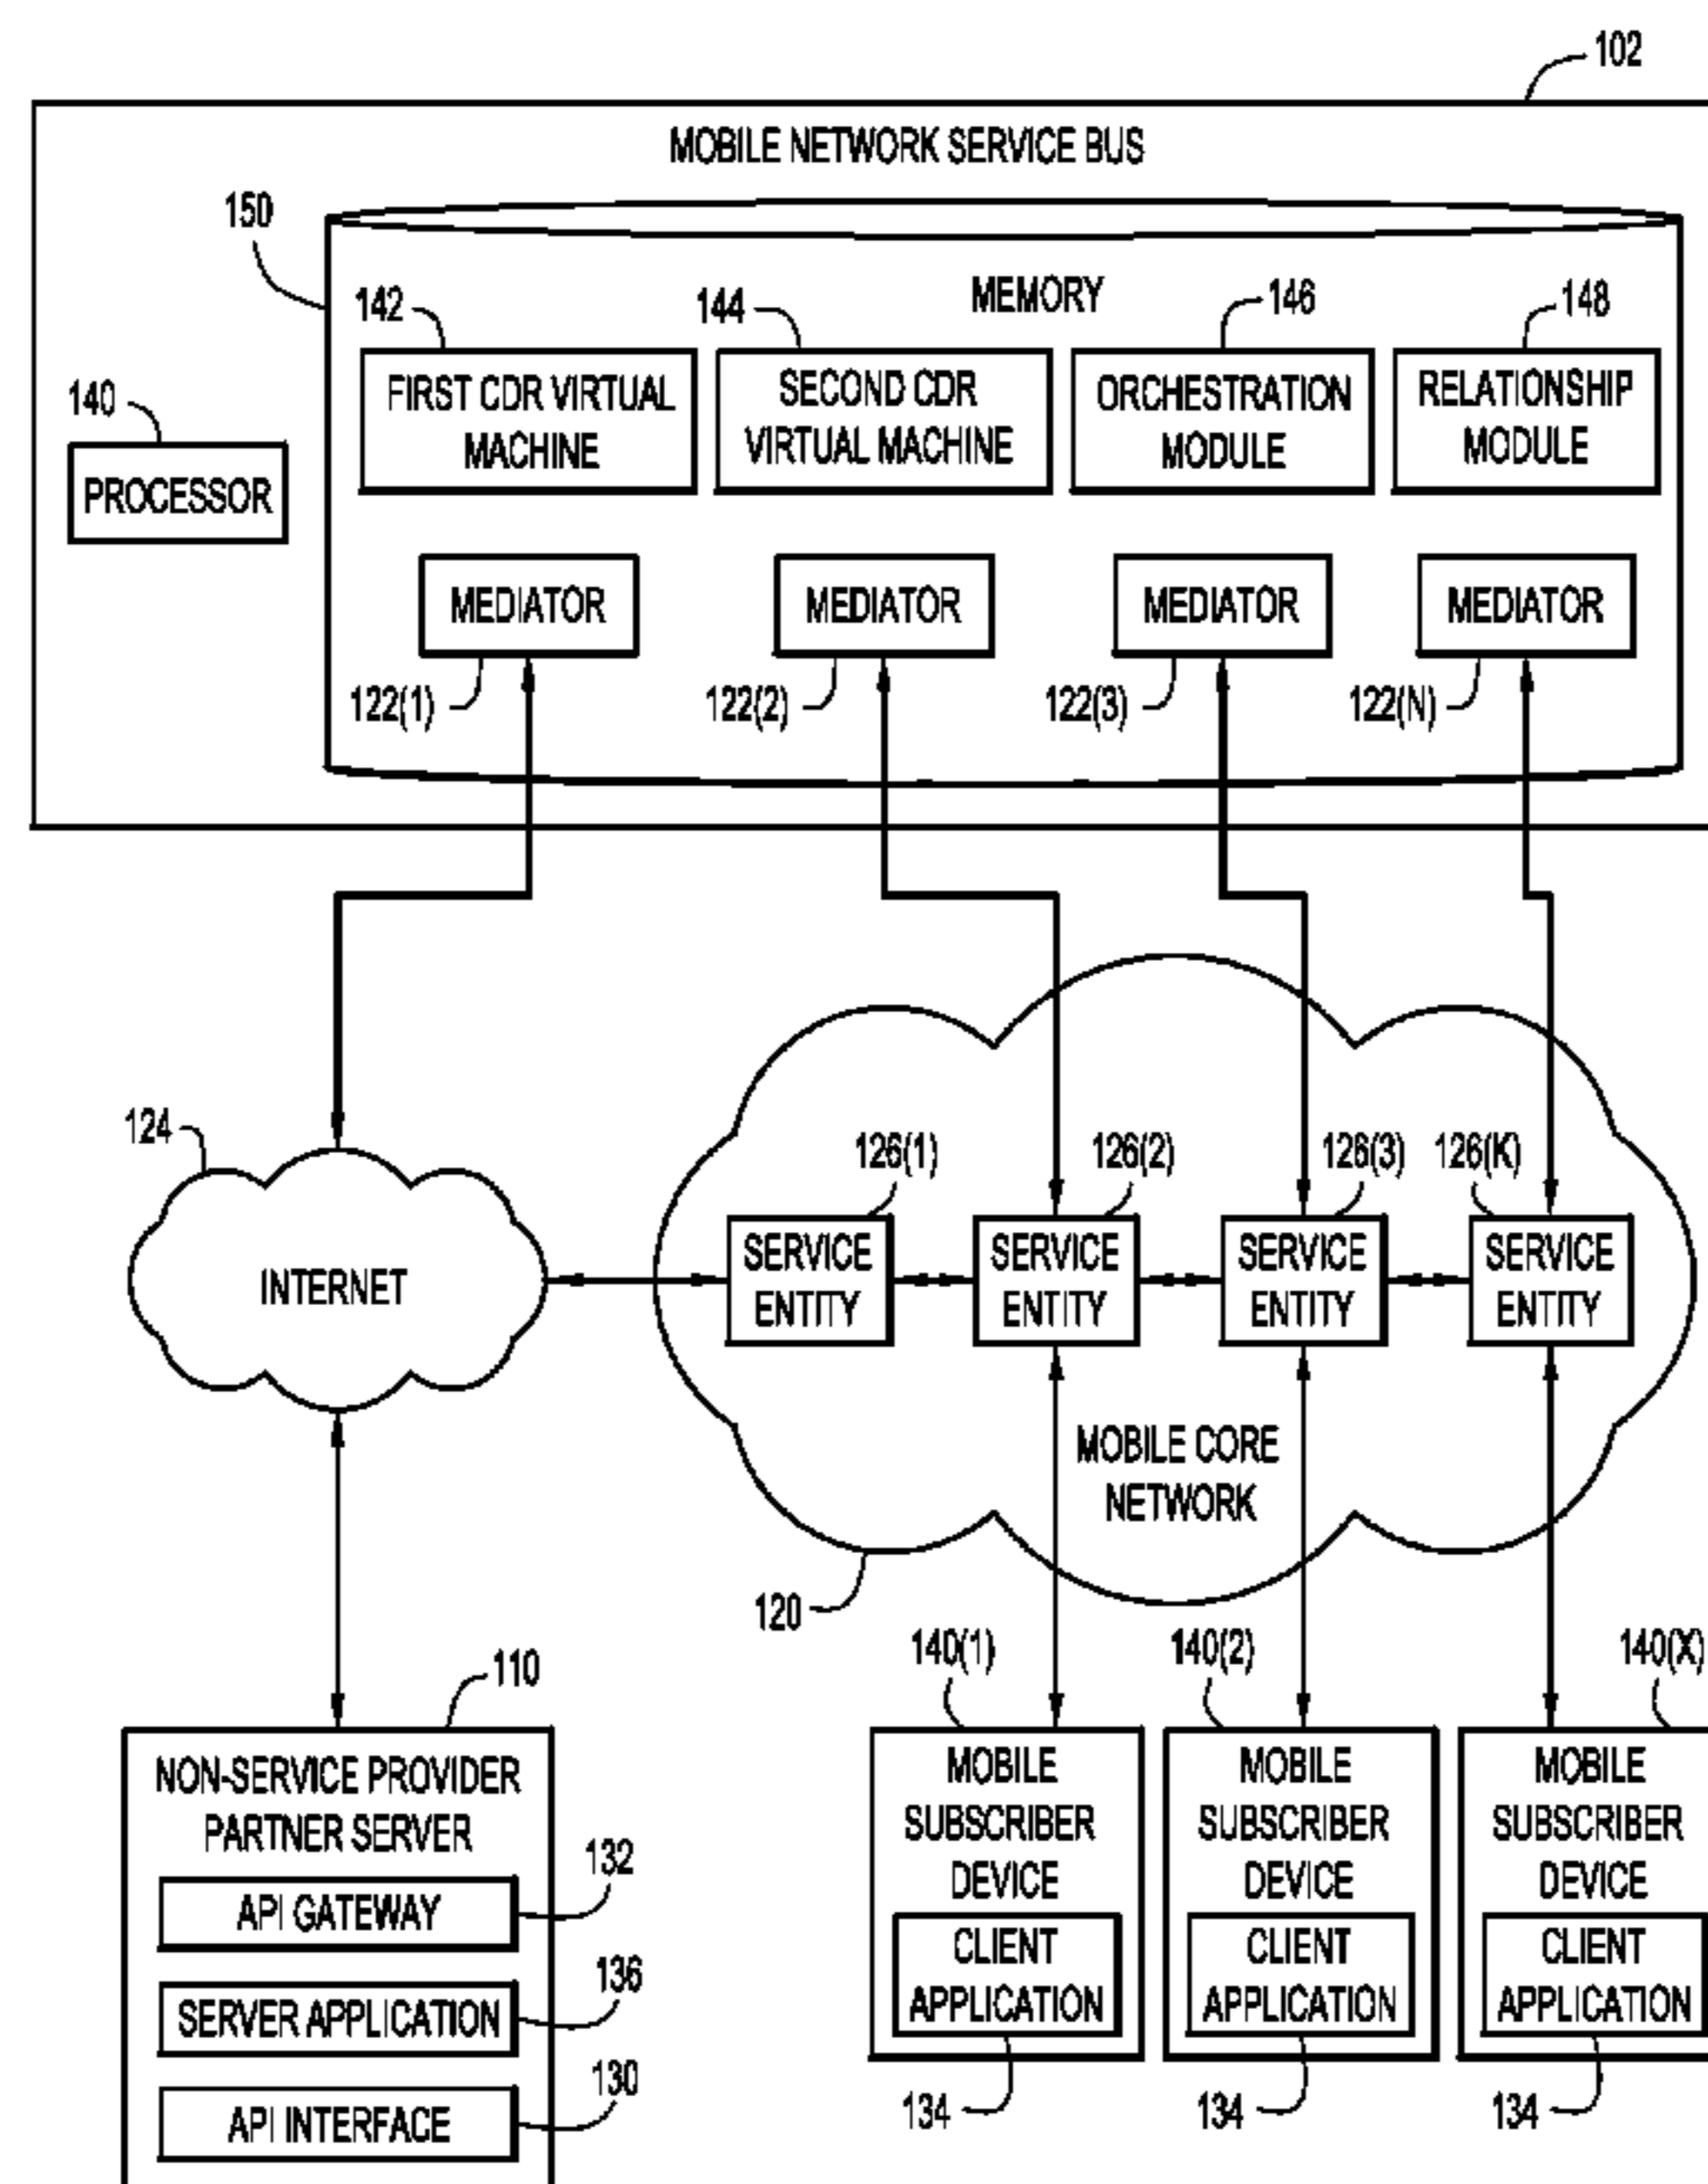 102
MOBILE NETWORK SERVICE BUS
150
MEMORY
142
144
146
148
FIRST CDR VIRTUAL
MACHINE
SECOND CDR
VIRTUAL MACHINE
ORCHESTRATION
MODULE
RELATIONSHIP
MODULE
140
PROCESSOR
MEDIATOR
MEDIATOR
MEDIATOR
MEDIATOR
122(1)
122(2)
122(3)
122(N)
124
INTERNET
126(1)
126(2)
126(3)
126(K)
SERVICE
ENTITY
SERVICE
ENTITY
SERVICE
ENTITY
SERVICE
ENTITY
MOBILE CORE
NETWORK
120
110
NON-SERVICE PROVIDER
PARTNER SERVER
132
API GATEWAY
136
SERVER APPLICATION
130
API INTERFACE
140(1)
140(2)
140(X)
MOBILE
SUBSCRIBER
DEVICE
CLIENT
APPLICATION
MOBILE
SUBSCRIBER
DEVICE
CLIENT
APPLICATION
MOBILE
SUBSCRIBER
DEVICE
CLIENT
APPLICATION
134
134
134